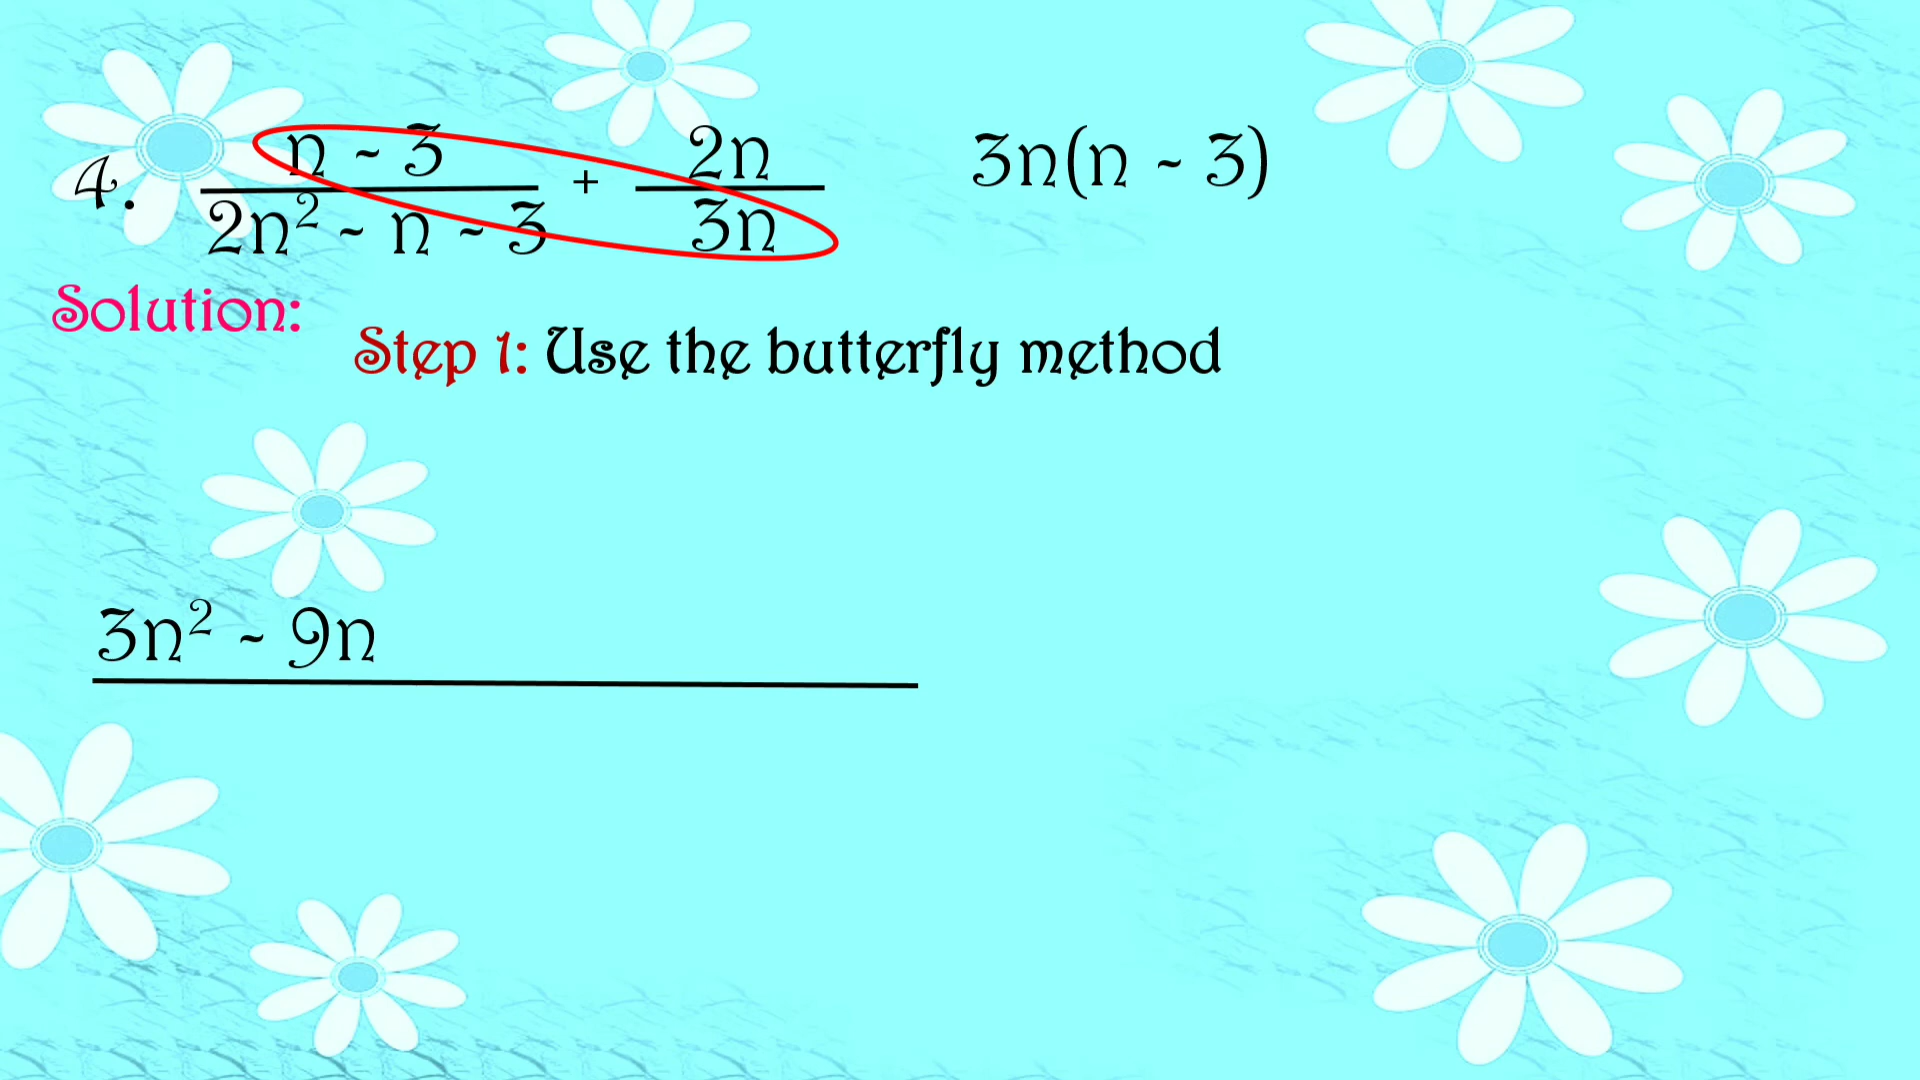 4. n - 3 / 2n² - n - 3 + 2n / 3n 3n(n - 3)
Solution:
Step 1: Use the butterfly method
3n² - 9n